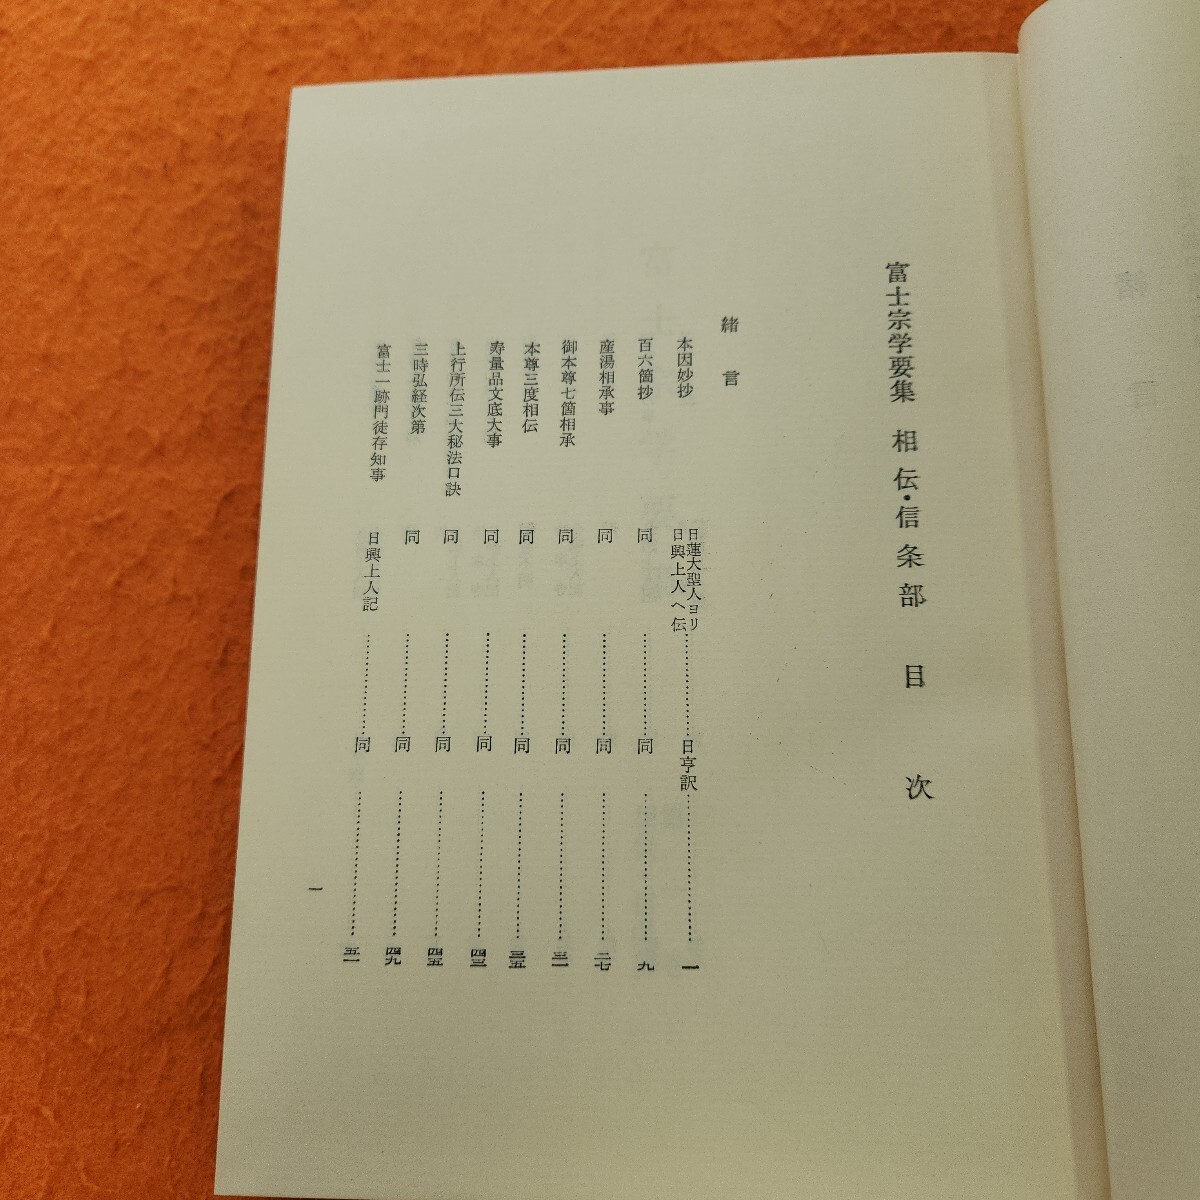 富士宗学要集 相伝・信条部 目次
緒言
本因妙抄 日蓮大聖人ヨリ日興上人ヘ伝………日亨訳………一
百六箇抄 同………同………九
産湯相承事 同………同………二七
御本尊七箇相承 同………同………三一
本尊三度相伝 同………同………三五
寿量品文底大事 同………同………四三
上行所伝三大秘法口訣 同………同………四五
三時弘経次第 同………同………四九
富士一跡門徒存知事 日興上人記………同………五一
一